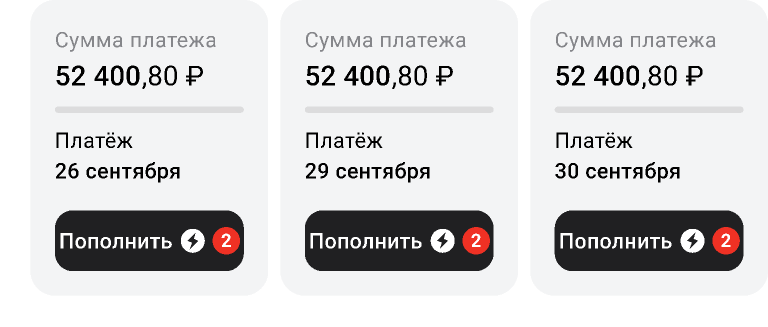 Сумма платежа
52 400,80 ₽
Платёж
26 сентября
Пополнить 2
Сумма платежа
52 400,80 ₽
Платёж
29 сентября
Пополнить 2
Сумма платежа
52 400,80 ₽
Платёж
30 сентября
Пополнить 2